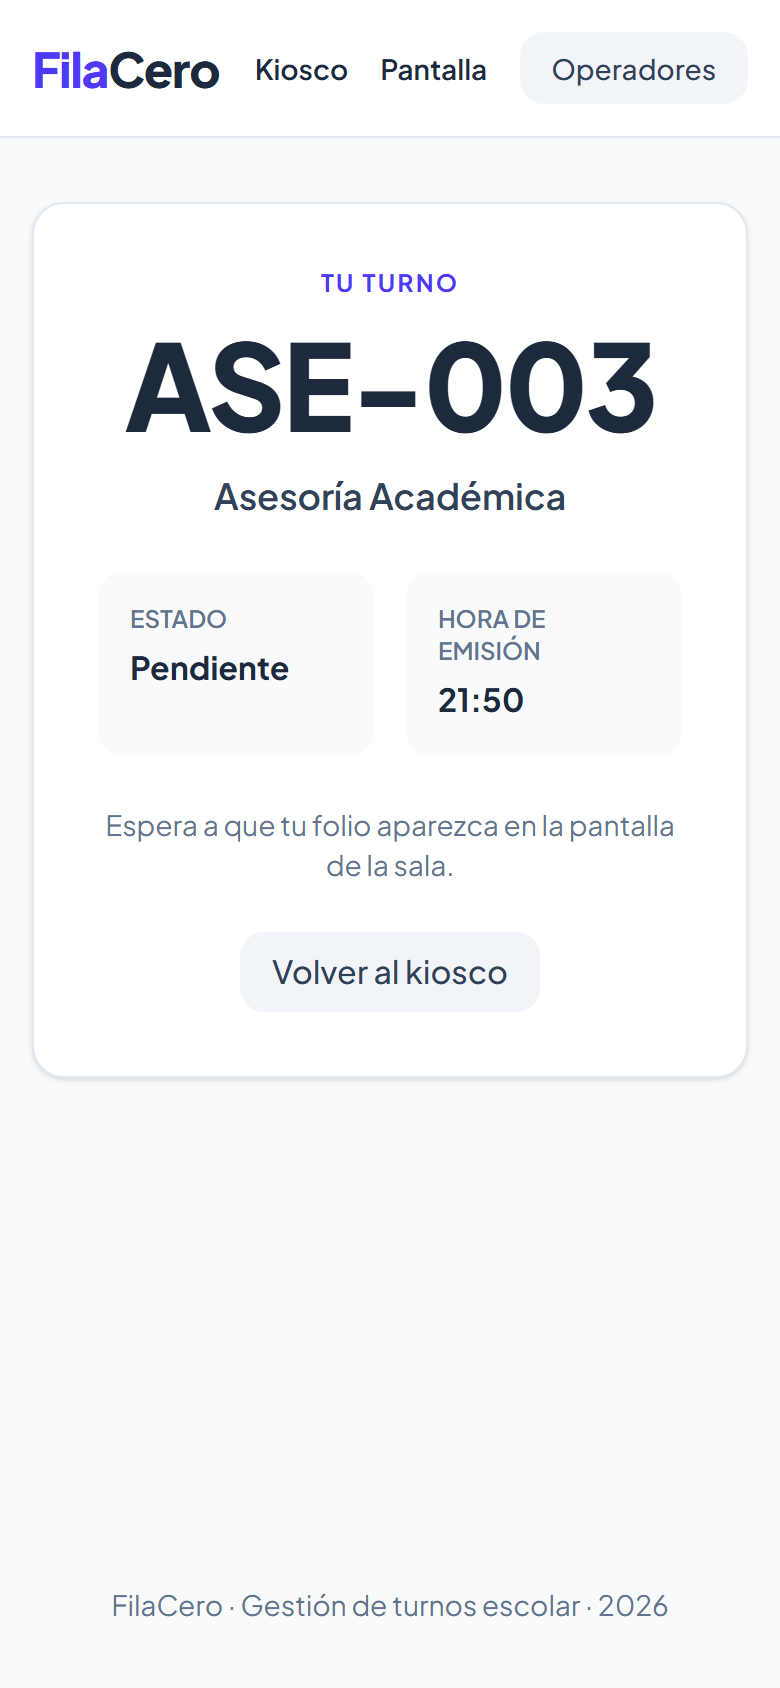 FilaCero Kiosco Pantalla Operadores
TU TURNO
ASE-003
Asesoría Académica
ESTADO
Pendiente
HORA DE
EMISIÓN
21:50
Espera a que tu folio aparezca en la pantalla
de la sala.
Volver al kiosco
FilaCero · Gestión de turnos escolar · 2026